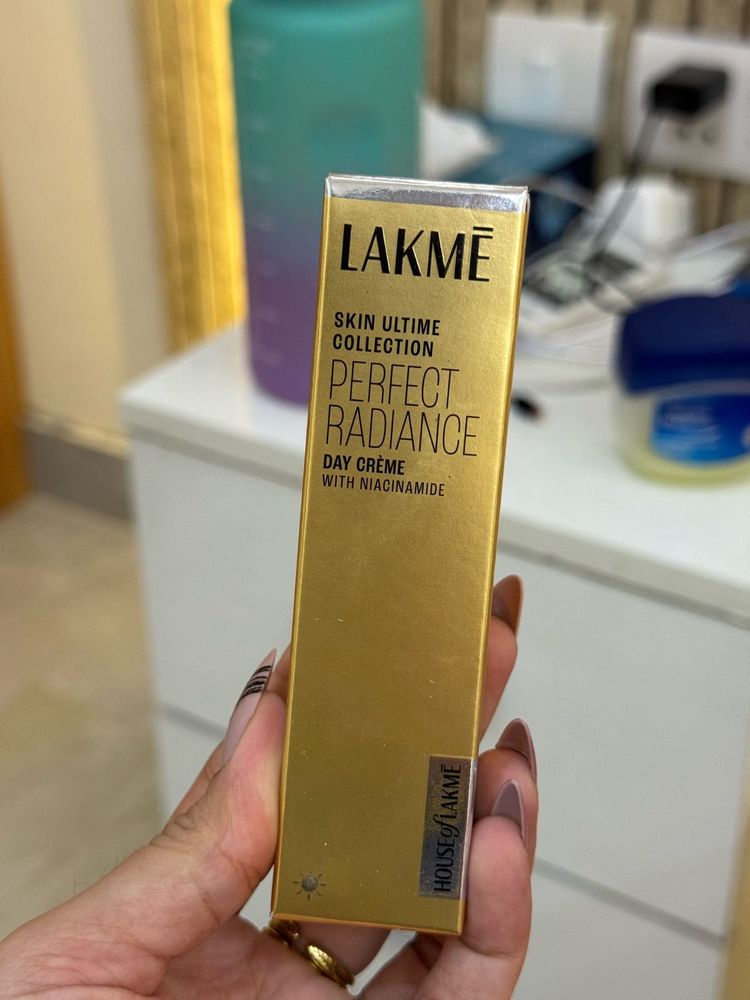 LAKMĒ
SKIN ULTIME
COLLECTION
PERFECT
RADIANCE
DAY CRÈME
WITH NIACINAMIDE
HOUSE of LAKMĒ